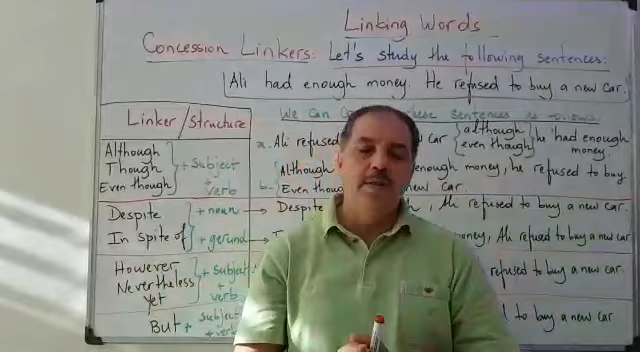 Linking Words
Concession Linkers: Let's study the following sentences:
Ali had enough money. He refused to buy a new car.
Linker/Structure
Although
Though
Even though
+ subject
+
verb
Despite
In spite of
+ noun
+ gerund
However
Nevertheless
Yet
+ subject
+
verb
But + subject
+ verb
We can sentences as follows:
a. Ali refused car although even though he had enough money.
b. Although enough money, he refused to buy
Even new car.
Despite , Ali refused to buy a new car.
money, Ali refused to buy a new car
refused to buy a new car.
to buy a new car